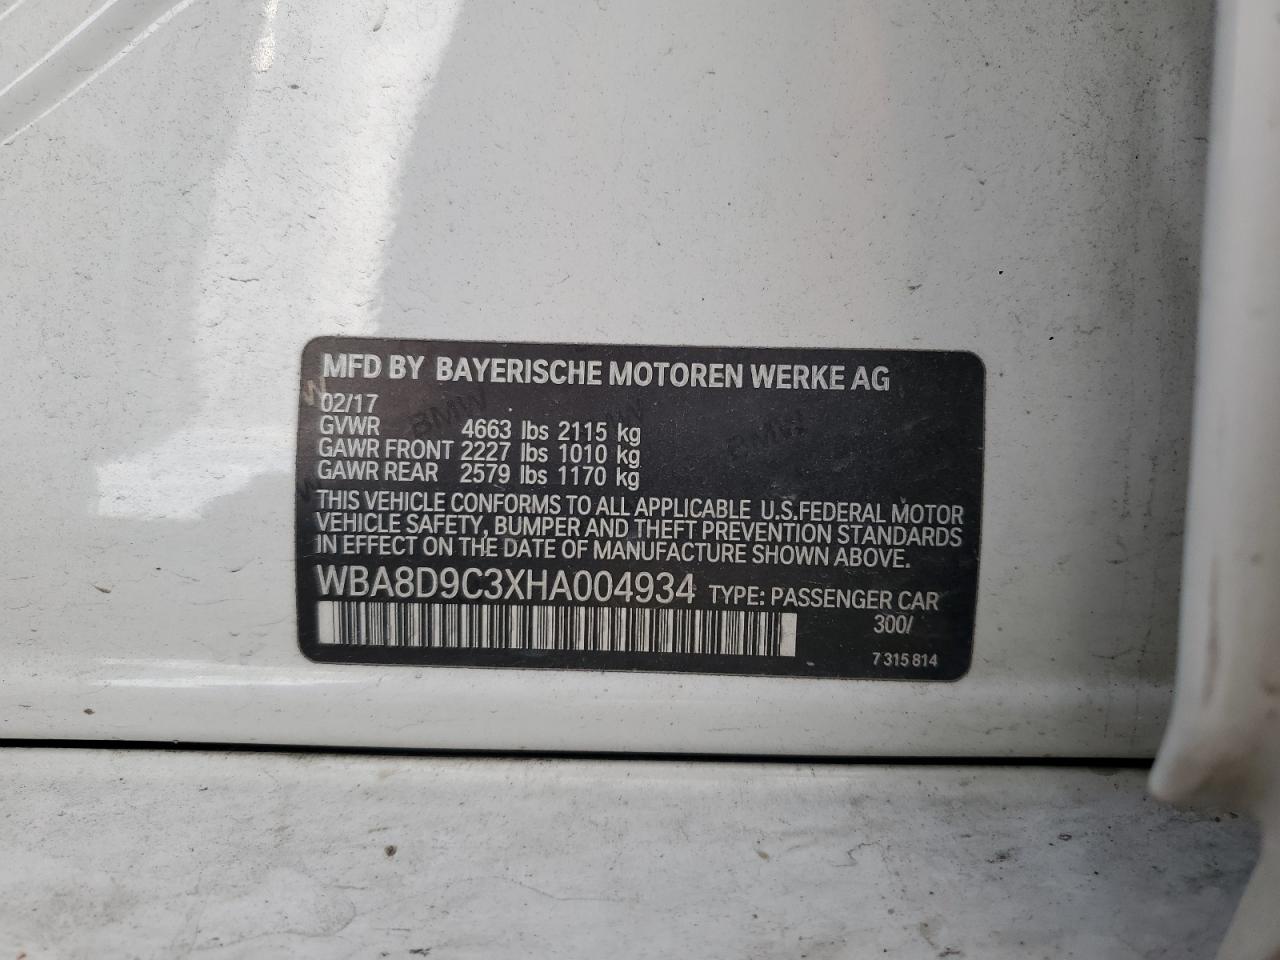 MFD BY BAYERISCHE MOTOREN WERKE AG
02/17
GVWR 4663 lbs 2115 kg
GAWR FRONT 2227 lbs 1010 kg
GAWR REAR 2579 lbs 1170 kg
THIS VEHICLE CONFORMS TO ALL APPLICABLE U.S.FEDERAL MOTOR
VEHICLE SAFETY, BUMPER AND THEFT PREVENTION STANDARDS
IN EFFECT ON THE DATE OF MANUFACTURE SHOWN ABOVE.
WBA8D9C3XHA004934 TYPE: PASSENGER CAR
300/
7 315 814
BMW
BMW
BMW